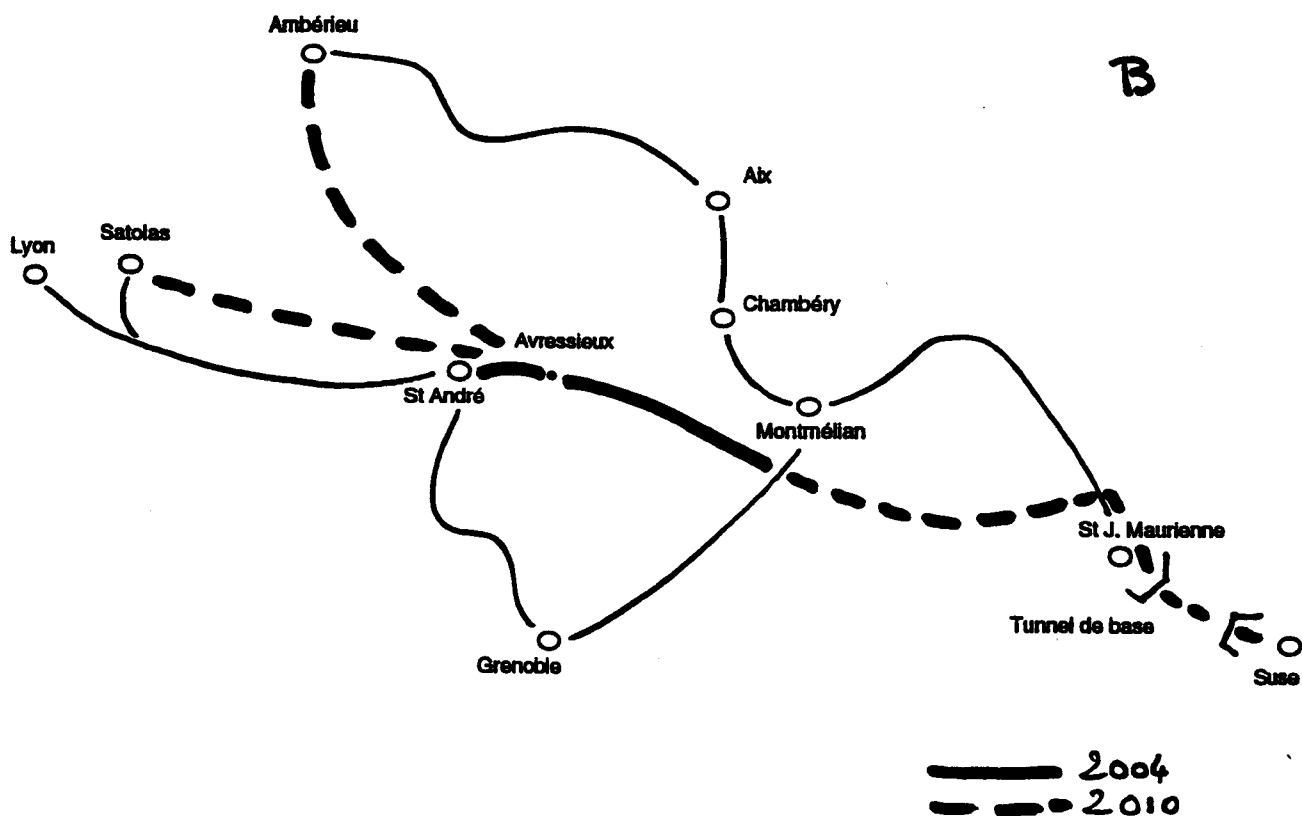 Ambérieu
B
Aix
Satolas
Lyon
Chambéry
Avressieux
St André
Montmélian
St J. Maurienne
Tunnel de base
Grenoble
Suse
2004
2010